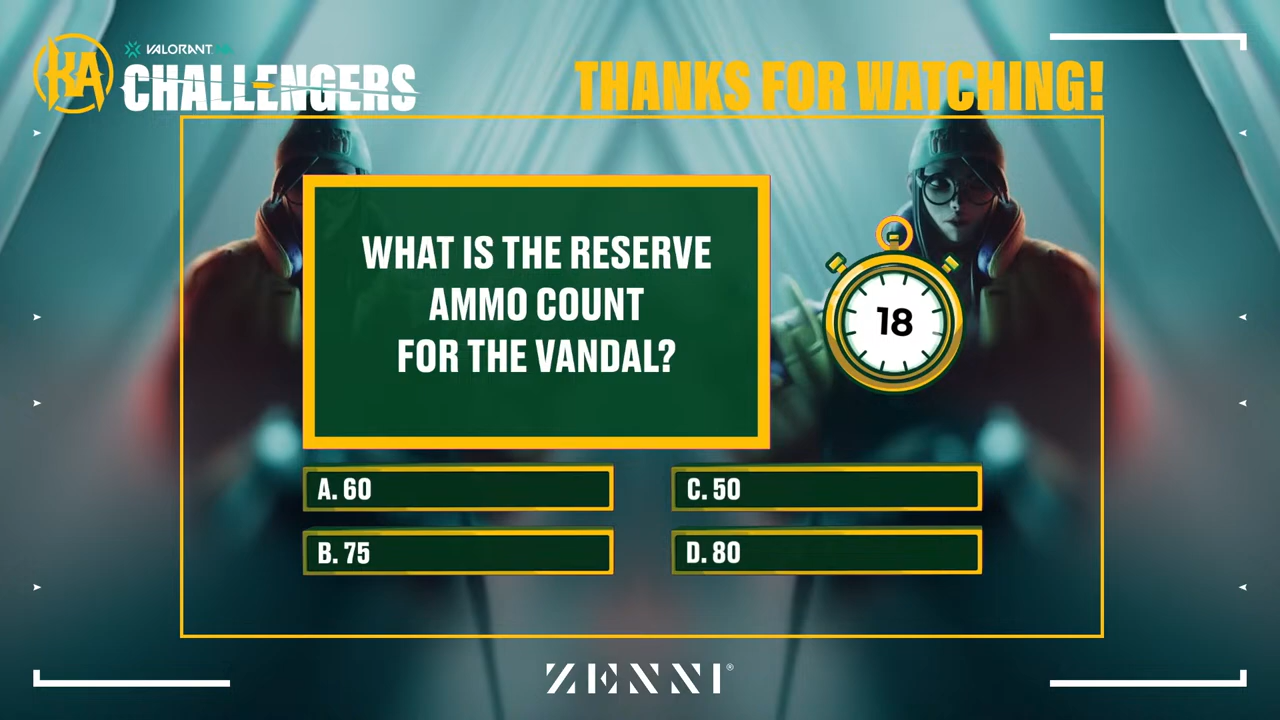 KA
VALORANT
CHALLENGERS
THANKS FOR WATCHING!
WHAT IS THE RESERVE
AMMO COUNT
FOR THE VANDAL?
18
A. 60
C. 50
B. 75
D. 80
ZENNI®